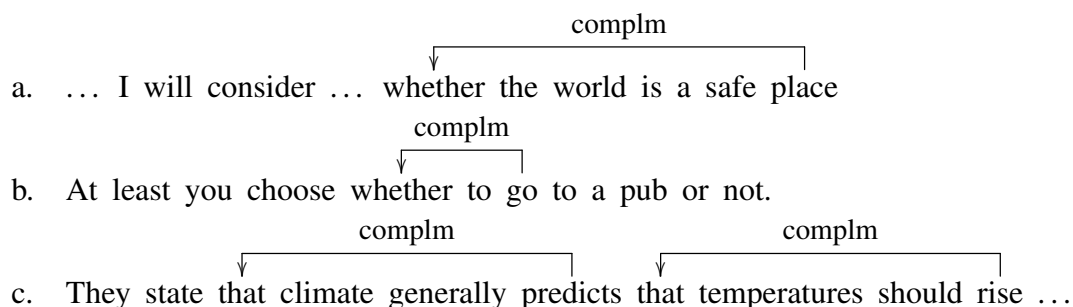 complm
a. ... I will consider ... whether the world is a safe place
complm
b. At least you choose whether to go to a pub or not.
complm complm
c. They state that climate generally predicts that temperatures should rise ...